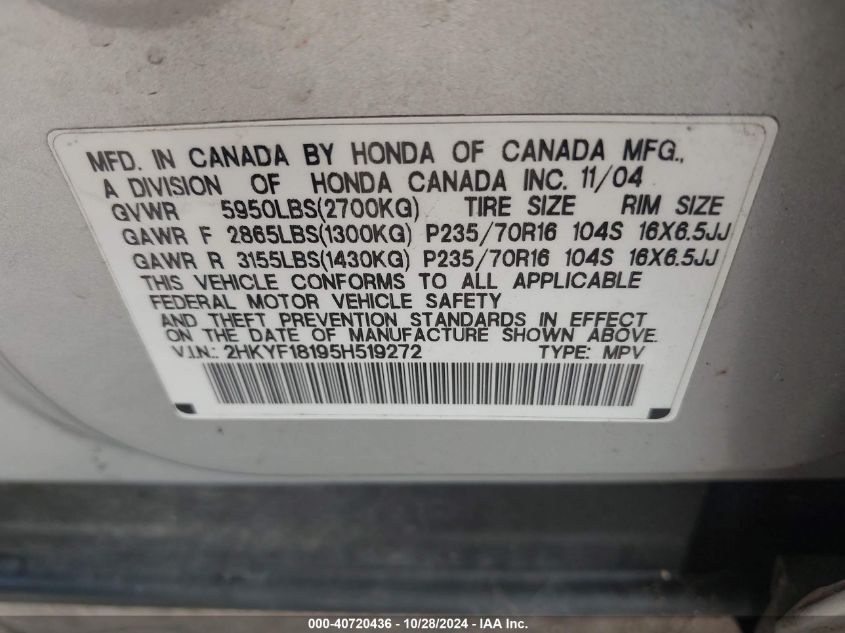 MFD. IN CANADA BY HONDA OF CANADA MFG.,
A DIVISION OF HONDA CANADA INC. 11/04
GVWR 5950LBS(2700KG) TIRE SIZE RIM SIZE
GAWR F 2865LBS(1300KG) P235/70R16 104S 16X6.5JJ
GAWR R 3155LBS(1430KG) P235/70R16 104S 16X6.5JJ
THIS VEHICLE CONFORMS TO ALL APPLICABLE
FEDERAL MOTOR VEHICLE SAFETY
AND THEFT PREVENTION STANDARDS IN EFFECT
ON THE DATE OF MANUFACTURE SHOWN ABOVE.
V.I.N.: 2HKYF18195H519272 TYPE: MPV
000-40720436 - 10/28/2024 - IAA Inc.